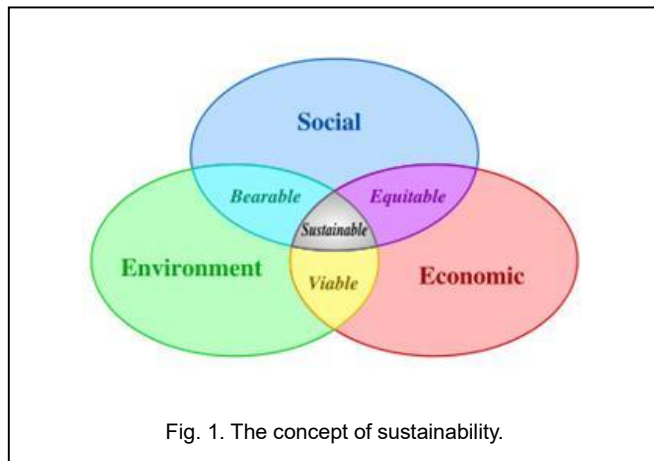 Social
Bearable
Equitable
Sustainable
Environment
Viable
Economic
Fig. 1. The concept of sustainability.